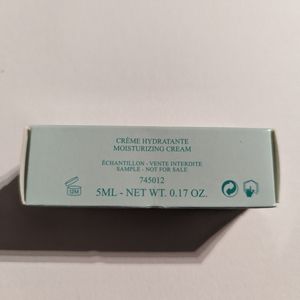 CRÈME HYDRATANTE
MOISTURIZING CREAM
ÉCHANTILLON - VENTE INTERDITE
SAMPLE - NOT FOR SALE
745012
12M
5ML - NET WT. 0.17 OZ.